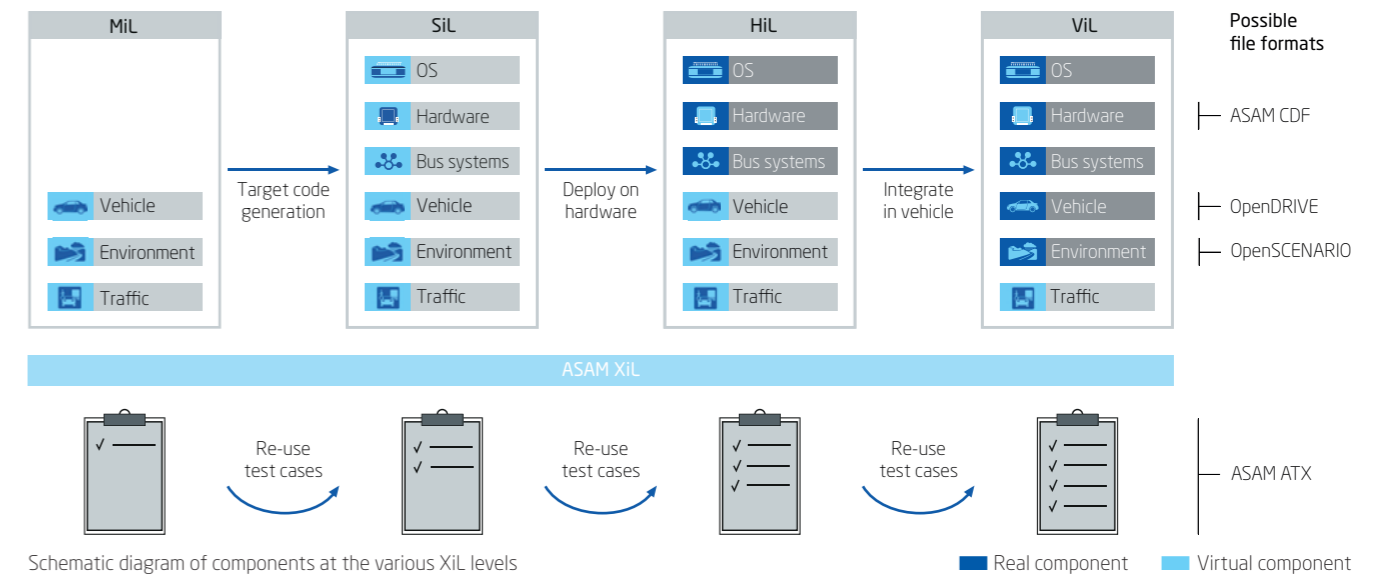 MiL
SiL
HiL
ViL
Possible
file formats
OS
OS
OS
Hardware
Hardware
Hardware
ASAM CDF
Bus systems
Bus systems
Bus systems
Target code
generation
Deploy on
hardware
Integrate
in vehicle
Vehicle
Vehicle
Vehicle
Vehicle
OpenDRIVE
Environment
Environment
Environment
Environment
OpenSCENARIO
Traffic
Traffic
Traffic
Traffic
ASAM XiL
Re-use
test cases
Re-use
test cases
Re-use
test cases
ASAM ATX
Schematic diagram of components at the various XiL levels
Real component
Virtual component